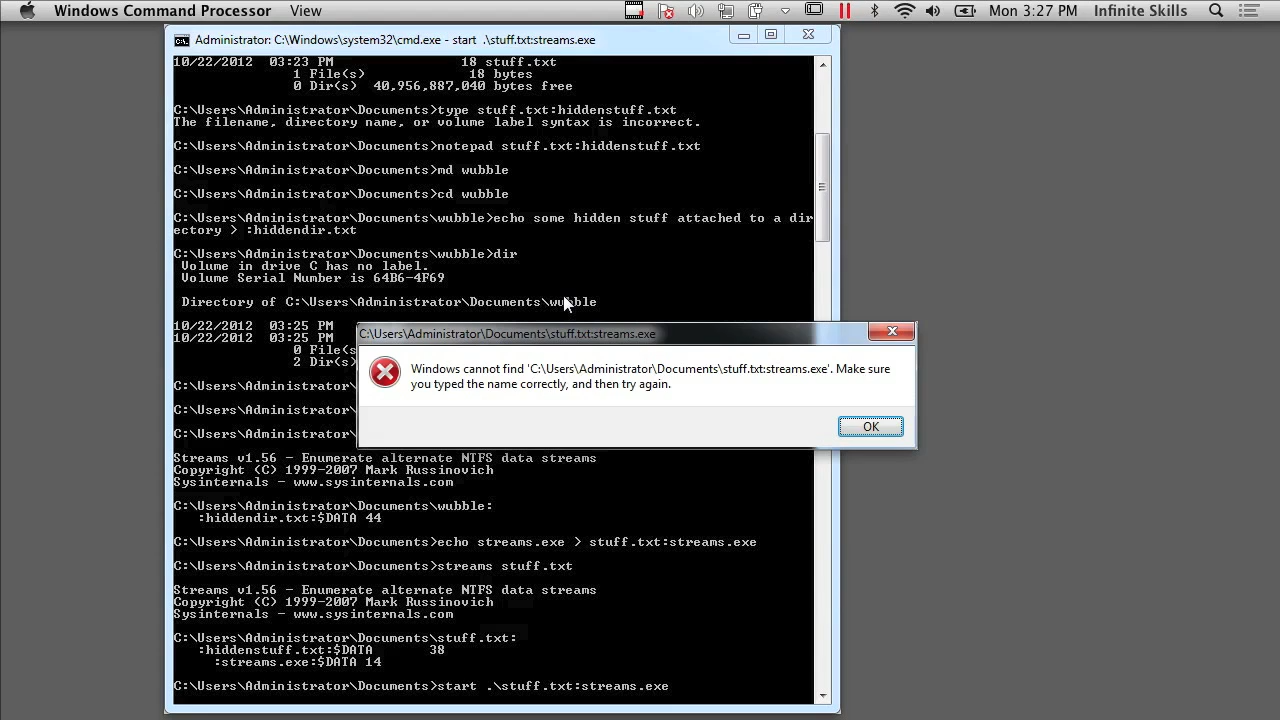 Windows Command Processor View Mon 3:27 PM Infinite Skills
Administrator: C:\Windows\system32\cmd.exe - start .\stuff.txt:streams.exe
10/22/2012 03:23 PM 18 stuff.txt
1 File(s) 18 bytes
0 Dir(s) 40,956,887,040 bytes free
C:\Users\Administrator\Documents>type stuff.txt:hiddenstuff.txt
The filename, directory name, or volume label syntax is incorrect.
C:\Users\Administrator\Documents>notepad stuff.txt:hiddenstuff.txt
C:\Users\Administrator\Documents>md wubble
C:\Users\Administrator\Documents>cd wubble
C:\Users\Administrator\Documents\wubble>echo some hidden stuff attached to a dir
ectory > :hiddendir.txt
C:\Users\Administrator\Documents\wubble>dir
Volume in drive C has no label.
Volume Serial Number is 64B6-4F69
Directory of C:\Users\Administrator\Documents\wubble
10/22/2012 03:25 PM
10/22/2012 03:25 PM
0 File(s
2 Dir(s
C:\Users\Administrator\Documents\stuff.txt:streams.exe
Windows cannot find 'C:\Users\Administrator\Documents\stuff.txt:streams.exe'. Make sure
you typed the name correctly, and then try again.
OK
C:\Users\Administrator
C:\Users\Administrator
C:\Users\Administrator
Streams v1.56 - Enumerate alternate NTFS data streams
Copyright (C) 1999-2007 Mark Russinovich
Sysinternals - www.sysinternals.com
C:\Users\Administrator\Documents\wubble:
:hiddendir.txt:$DATA 44
C:\Users\Administrator\Documents>echo streams.exe > stuff.txt:streams.exe
C:\Users\Administrator\Documents>streams stuff.txt
Streams v1.56 - Enumerate alternate NTFS data streams
Copyright (C) 1999-2007 Mark Russinovich
Sysinternals - www.sysinternals.com
C:\Users\Administrator\Documents\stuff.txt:
:hiddenstuff.txt:$DATA 38
:streams.exe:$DATA 14
C:\Users\Administrator\Documents>start .\stuff.txt:streams.exe